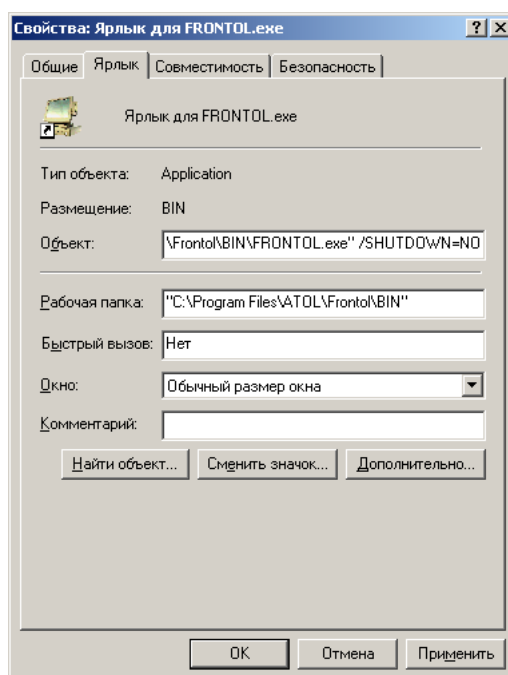 Свойства: Ярлык для FRONTOL.exe
Общие Ярлык Совместимость Безопасность
Ярлык для FRONTOL.exe
Тип объекта: Application
Размещение: BIN
Объект: \Frontol\BIN\FRONTOL.exe" /SHUTDOWN=NO
Рабочая папка: "C:\Program Files\ATOL\Frontol\BIN"
Быстрый вызов: Нет
Окно: Обычный размер окна
Комментарий:
Найти объект... Сменить значок... Дополнительно...
OK Отмена Применить